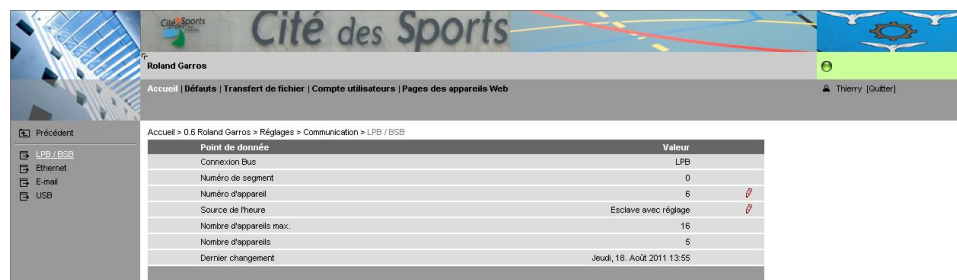 Cité Sports
Cité des Sports
Roland Garros
Accueil | Défauts | Transfert de fichier | Compte utilisateurs | Pages des appareils Web
Thierry [Quitter]
Précédent
LPB / BSB
Ethernet
E-mail
USB
Accueil > 0.6 Roland Garros > Réglages > Communication > LPB / BSB
Point de donnée Valeur
Connexion Bus LPB
Numéro de segment 0
Numéro d'appareil 6
Source de l'heure Esclave avec réglage
Nombre d'appareils max. 16
Nombre d'appareils 5
Dernier changement Jeudi, 18. Août 2011 13:55